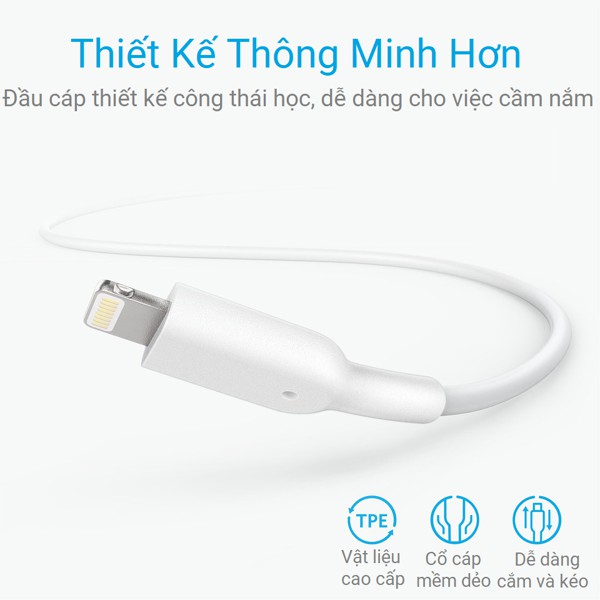 Thiết Kế Thông Minh Hơn
Đầu cáp thiết kế công thái học, dễ dàng cho việc cầm nắm
TPE
Vật liệu
cao cấp
Cổ cáp
mềm dẻo
Dễ dàng
cắm và kéo